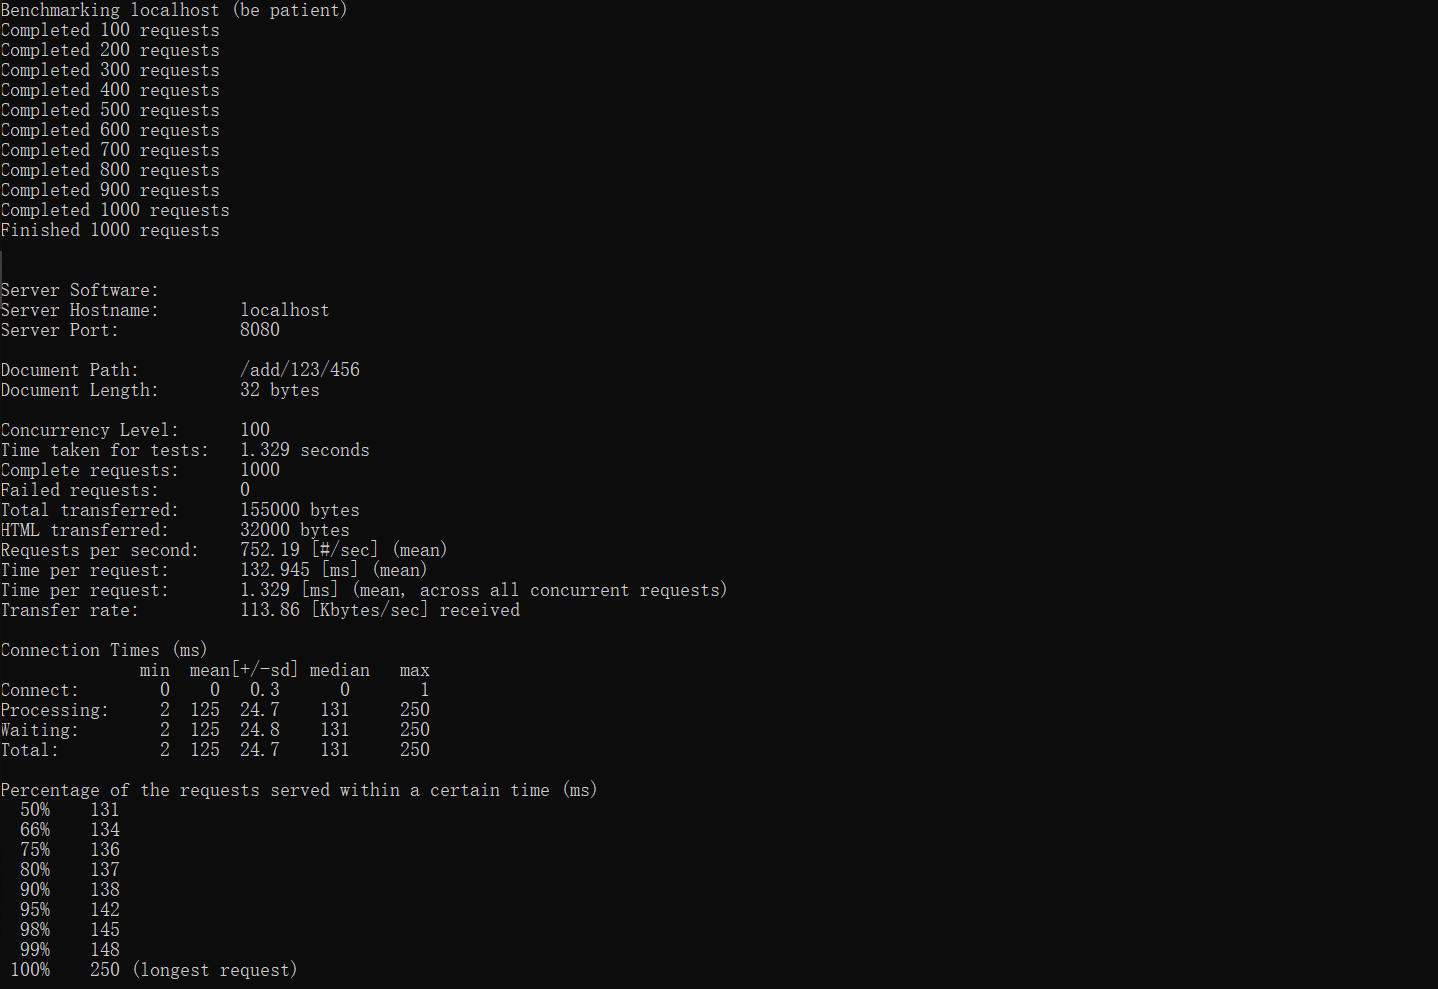 Benchmarking localhost (be patient)
Completed 100 requests
Completed 200 requests
Completed 300 requests
Completed 400 requests
Completed 500 requests
Completed 600 requests
Completed 700 requests
Completed 800 requests
Completed 900 requests
Completed 1000 requests
Finished 1000 requests
Server Software:
Server Hostname:        localhost
Server Port:            8080
Document Path:          /add/123/456
Document Length:        32 bytes
Concurrency Level:      100
Time taken for tests:   1.329 seconds
Complete requests:      1000
Failed requests:        0
Total transferred:      155000 bytes
HTML transferred:       32000 bytes
Requests per second:    752.19 [#/sec] (mean)
Time per request:       132.945 [ms] (mean)
Time per request:       1.329 [ms] (mean, across all concurrent requests)
Transfer rate:          113.86 [Kbytes/sec] received
Connection Times (ms)
              min  mean[+/-sd] median   max
Connect:        0    0   0.3      0       1
Processing:     2  125  24.7    131     250
Waiting:        2  125  24.8    131     250
Total:          2  125  24.7    131     250
Percentage of the requests served within a certain time (ms)
  50%    131
  66%    134
  75%    136
  80%    137
  90%    138
  95%    142
  98%    145
  99%    148
 100%    250 (longest request)